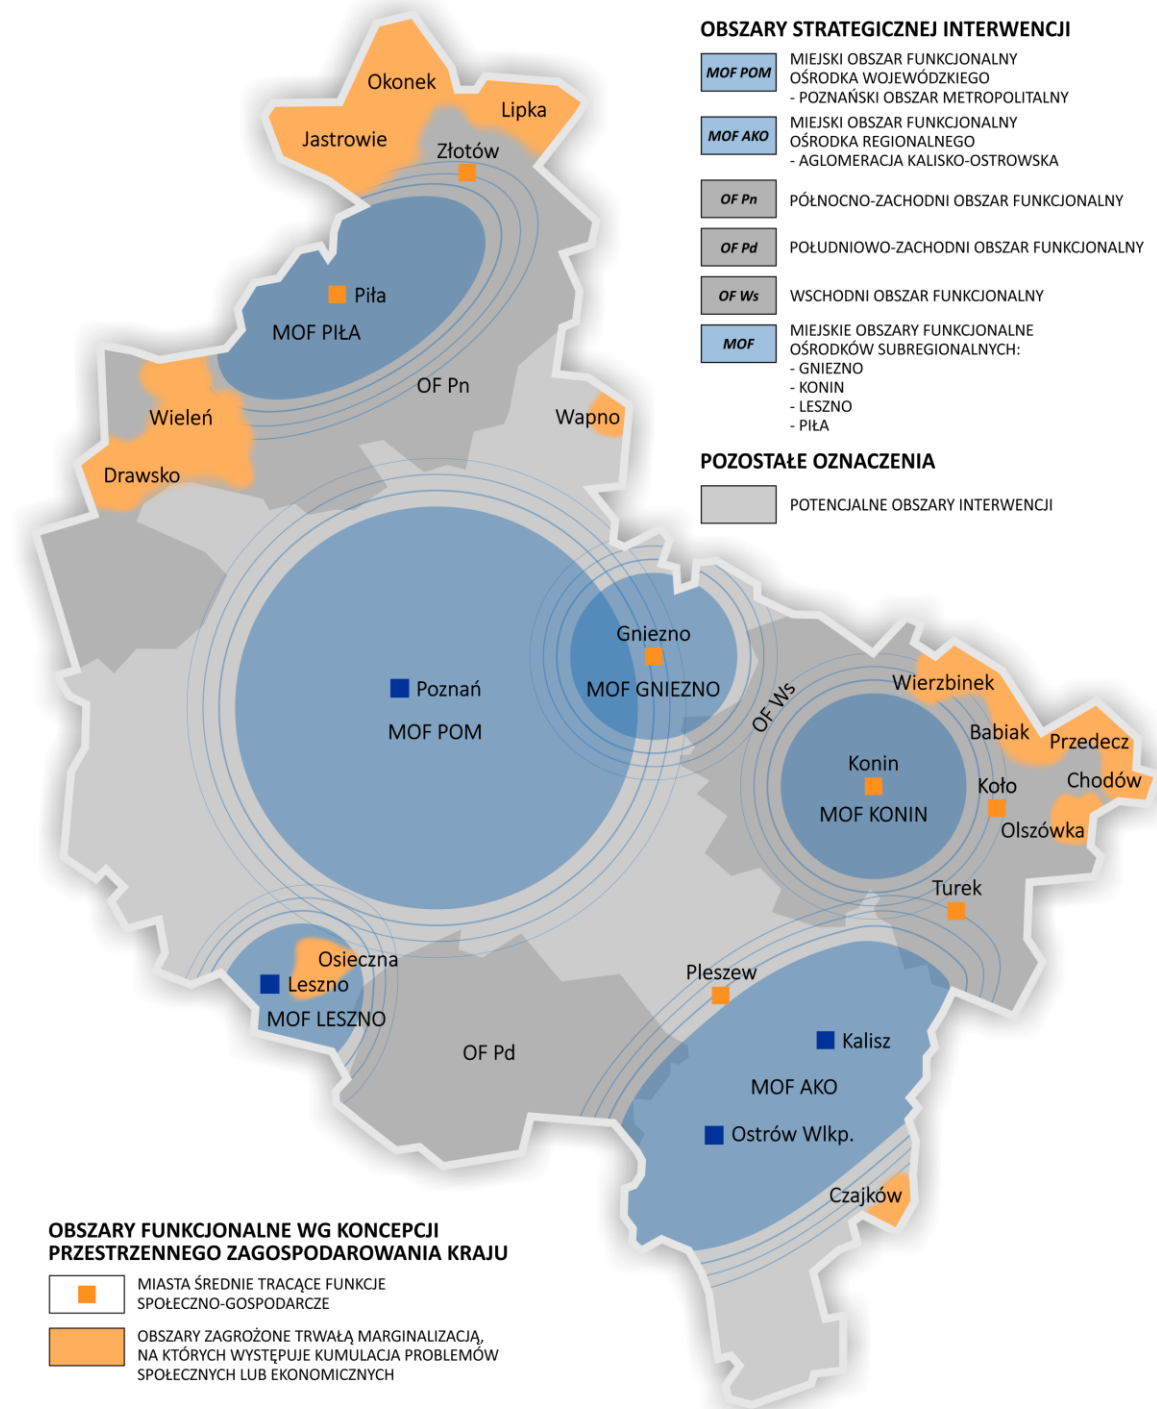 OBSZARY STRATEGICZNEJ INTERWENCJI
MOF POM
MIEJSKI OBSZAR FUNKCJONALNY
OŚRODKA WOJEWÓDZKIEGO
- POZNAŃSKI OBSZAR METROPOLITALNY
MOF AKO
MIEJSKI OBSZAR FUNKCJONALNY
OŚRODKA REGIONALNEGO
- AGLOMERACJA KALISKO-OSTROWSKA
OF Pn
PÓŁNOCNO-ZACHODNI OBSZAR FUNKCJONALNY
OF Pd
POŁUDNIOWO-ZACHODNI OBSZAR FUNKCJONALNY
OF Ws
WSCHODNI OBSZAR FUNKCJONALNY
MOF
MIEJSKIE OBSZARY FUNKCJONALNE
OŚRODKÓW SUBREGIONALNYCH:
- GNIEZNO
- KONIN
- LESZNO
- PIŁA
POZOSTAŁE OZNACZENIA
POTENCJALNE OBSZARY INTERWENCJI
Okonek
Lipka
Jastrowie
Złotów
Piła
MOF PIŁA
OF Pn
Wieleń
Wapno
Drawsko
Gniezno
MOF GNIEZNO
Poznań
MOF POM
OF Ws
Wierzbinek
Babiak
Przedecz
Konin
Koło
Chodów
MOF KONIN
Olszówka
Turek
Osieczna
Leszno
MOF LESZNO
Pleszew
OF Pd
Kalisz
MOF AKO
Ostrów Wlkp.
Czajków
OBSZARY FUNKCJONALNE WG KONCEPCJI
PRZESTRZENNEGO ZAGOSPODAROWANIA KRAJU
MIASTA ŚREDNIE TRACĄCE FUNKCJE
SPOŁECZNO-GOSPODARCZE
OBSZARY ZAGROŻONE TRWAŁĄ MARGINALIZACJĄ,
NA KTÓRYCH WYSTĘPUJE KUMULACJA PROBLEMÓW
SPOŁECZNYCH LUB EKONOMICZNYCH